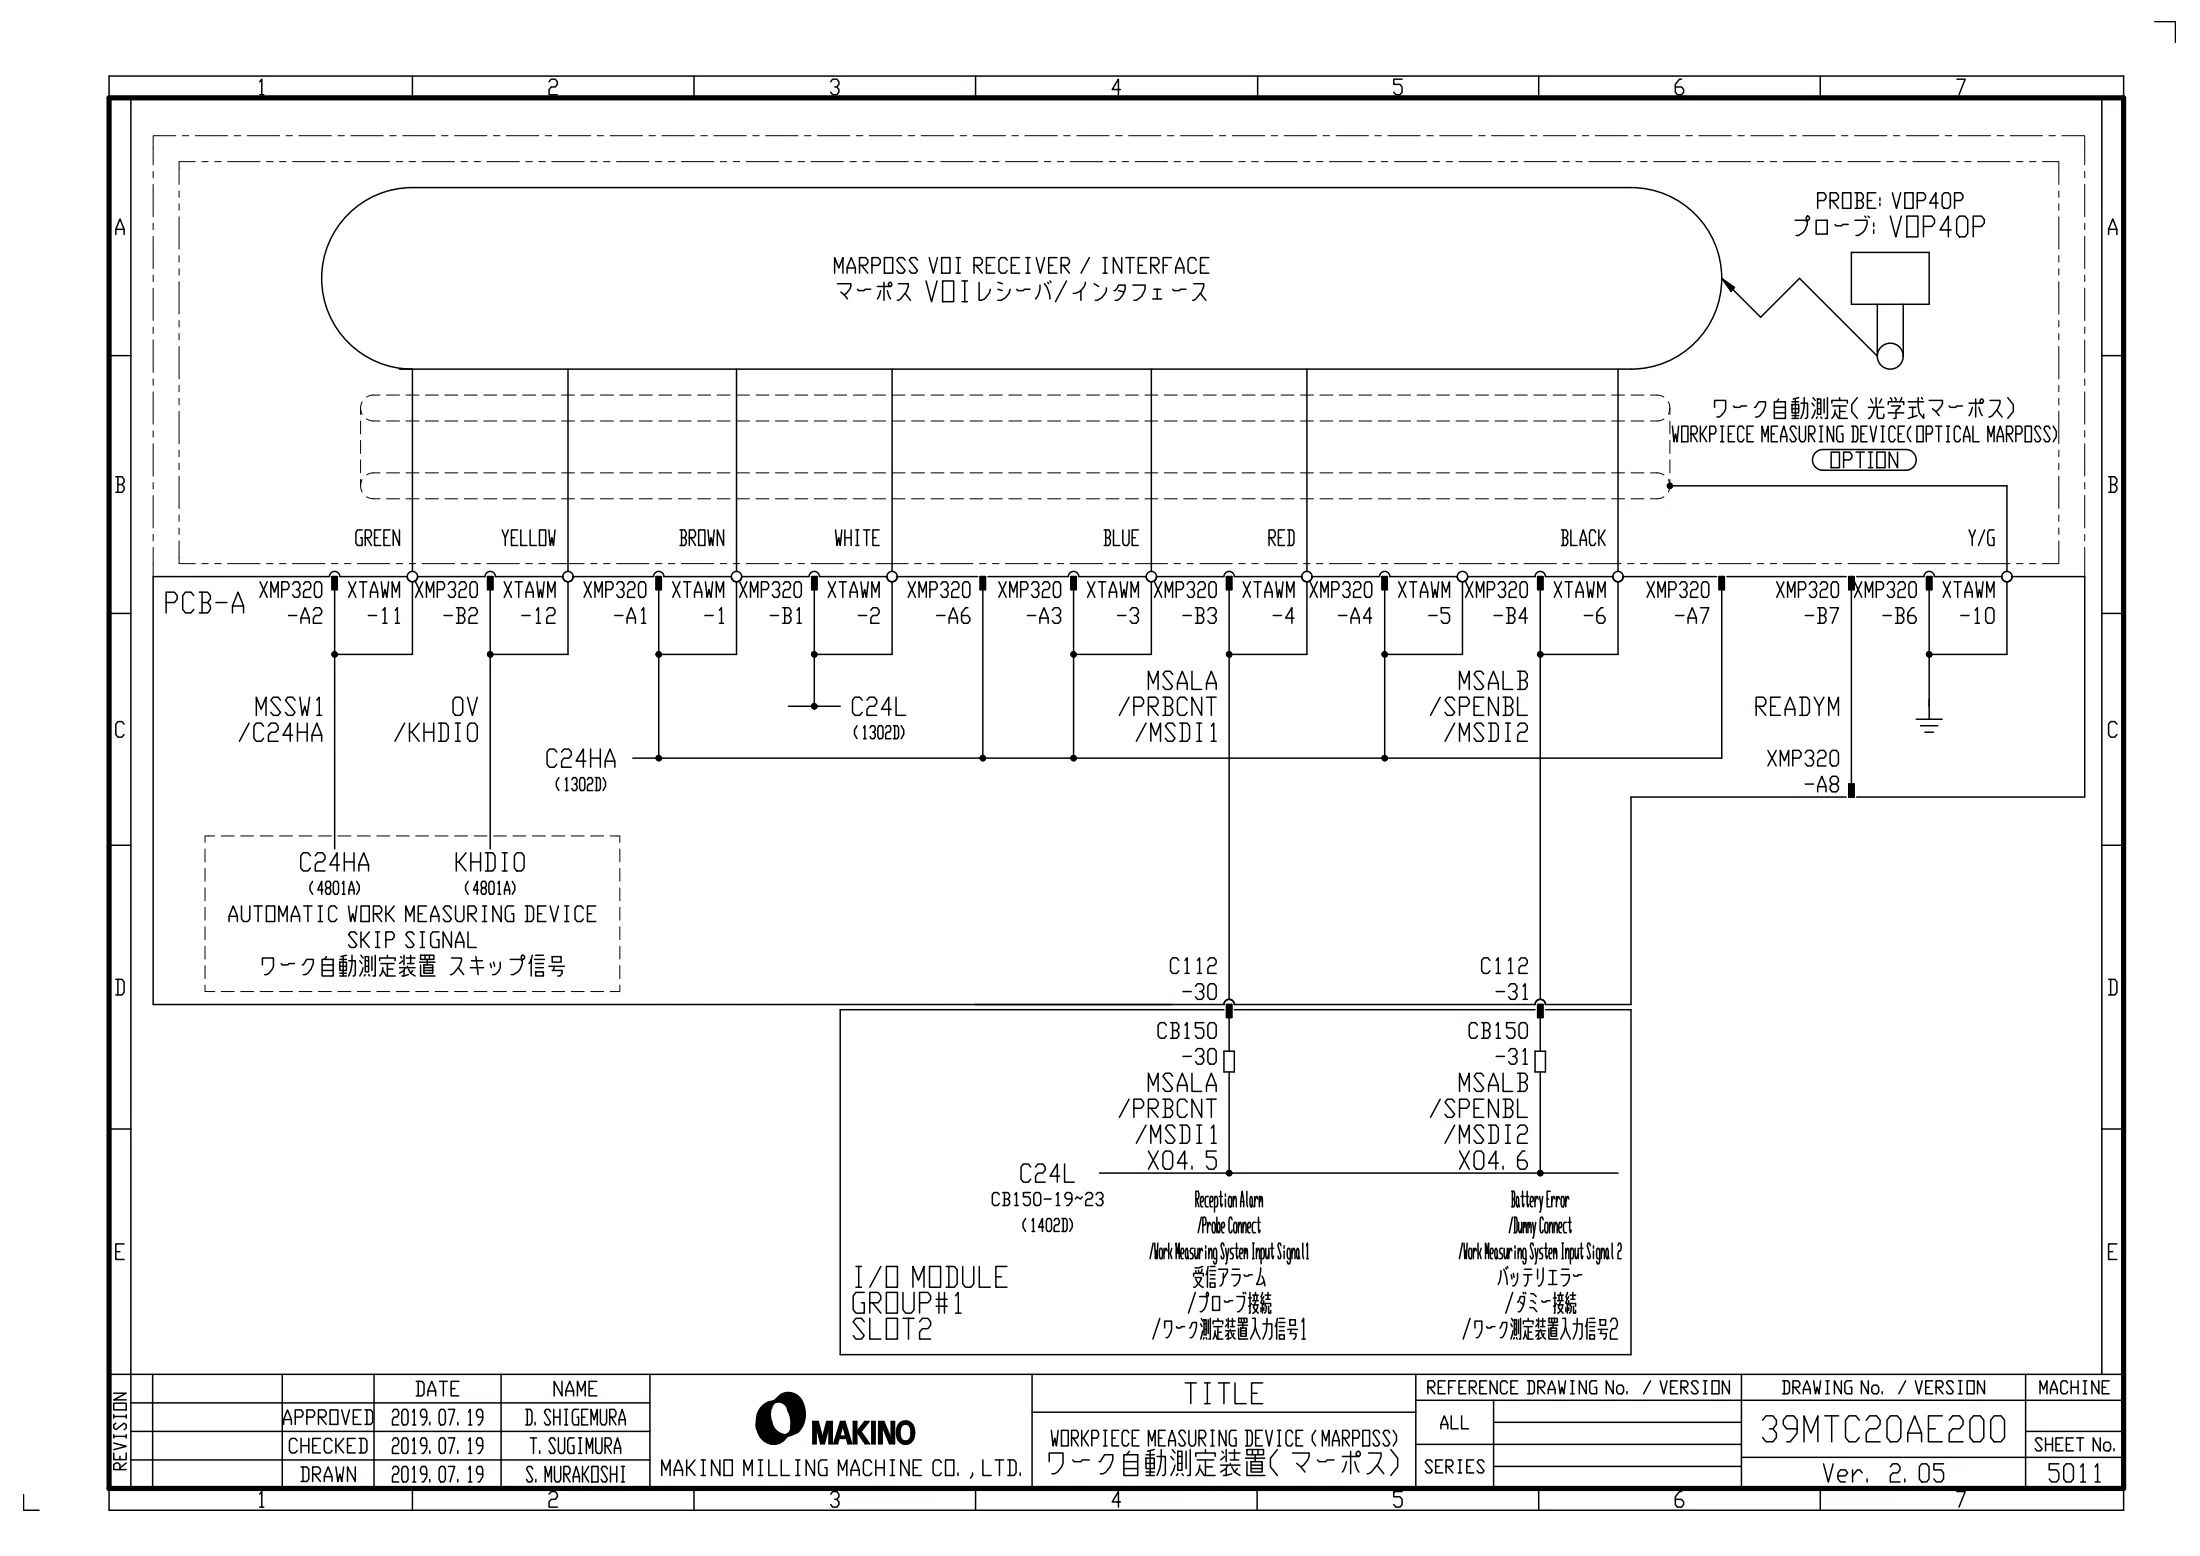 1 2 3 4 5 6 7
A A
PROBE: VOP40P
プローブ: VOP40P
MARPOSS VOI RECEIVER / INTERFACE
マーポス VOIレシーバ/インタフェース
ワーク自動測定(光学式マーポス)
WORKPIECE MEASURING DEVICE(OPTICAL MARPOSS)
OPTION
B B
GREEN YELLOW BROWN WHITE BLUE RED BLACK Y/G
PCB-A
XMP320 XTAWM XMP320 XTAWM XMP320 XTAWM XMP320 XTAWM XMP320 XMP320 XTAWM XMP320 XTAWM XMP320 XTAWM XMP320 XTAWM XMP320 XMP320 XMP320 XTAWM
-A2 -11 -B2 -12 -A1 -1 -B1 -2 -A6 -A3 -3 -B3 -4 -A4 -5 -B4 -6 -A7 -B7 -B6 -10
MSALA MSALB
MSSW1 0V C24L /PRBCNT /SPENBL READYM
/C24HA /KHDI0 (1302D) /MSDI1 /MSDI2
C C
C24HA XMP320
(1302D) -A8
C24HA KHDI0
(4801A) (4801A)
AUTOMATIC WORK MEASURING DEVICE
SKIP SIGNAL
ワーク自動測定装置 スキップ信号
C112 C112
-30 -31
D D
CB150 CB150
-30 -31
MSALA MSALB
/PRBCNT /SPENBL
/MSDI1 /MSDI2
X04.5 X04.6
C24L
CB150-19~23
(1402D)
Reception Alarm Battery Error
/Probe Connect /Dummy Connect
/Work Measuring System Input Signal1 /Work Measuring System Input Signal 2
E E
受信アラーム バッテリエラー
/プローブ接続 /ダミー接続
/ワーク測定装置入力信号1 /ワーク測定装置入力信号2
I/O MODULE
GROUP#1
SLOT2
REVISION
DATE NAME
APPROVED 2019.07.19 D. SHIGEMURA
CHECKED 2019.07.19 T. SUGIMURA
DRAWN 2019.07.19 S. MURAKOSHI
MAKINO
MAKINO MILLING MACHINE CO.,LTD.
TITLE
WORKPIECE MEASURING DEVICE(MARPOSS)
ワーク自動測定装置(マーポス)
REFERENCE DRAWING No. / VERSION
ALL
SERIES
DRAWING No. / VERSION
39MTC20AE200
Ver. 2.05
MACHINE
SHEET No.
5011
1 2 3 4 5 6 7